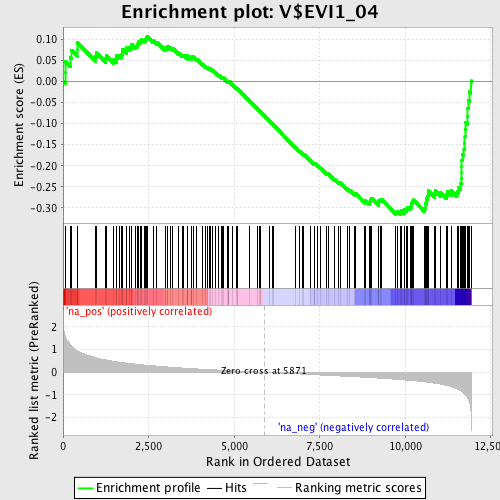 Enrichment plot: V$EVI1_04
Enrichment score (ES)
0.10
0.05
0.00
-0.05
-0.10
-0.15
-0.20
-0.25
-0.30
Ranked list metric (PreRanked)
2
1
0
-1
-2
'na_pos' (positively correlated)
Zero cross at 5871
'na_neg' (negatively correlated)
0
2,500
5,000
7,500
10,000
12,500
Rank in Ordered Dataset
Enrichment profile
Hits
Ranking metric scores